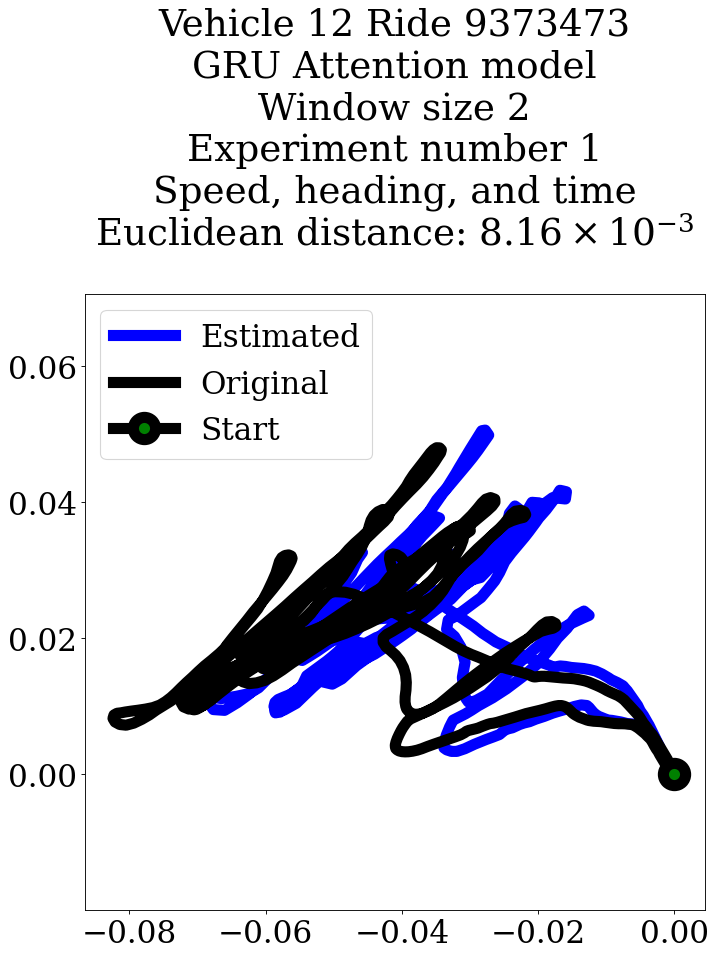 Vehicle 12 Ride 9373473
GRU Attention model
Window size 2
Experiment number 1
Speed, heading, and time
Euclidean distance: 8.16 × 10⁻³
Estimated
Original
Start
0.06
0.04
0.02
0.00
−0.08 −0.06 −0.04 −0.02 0.00